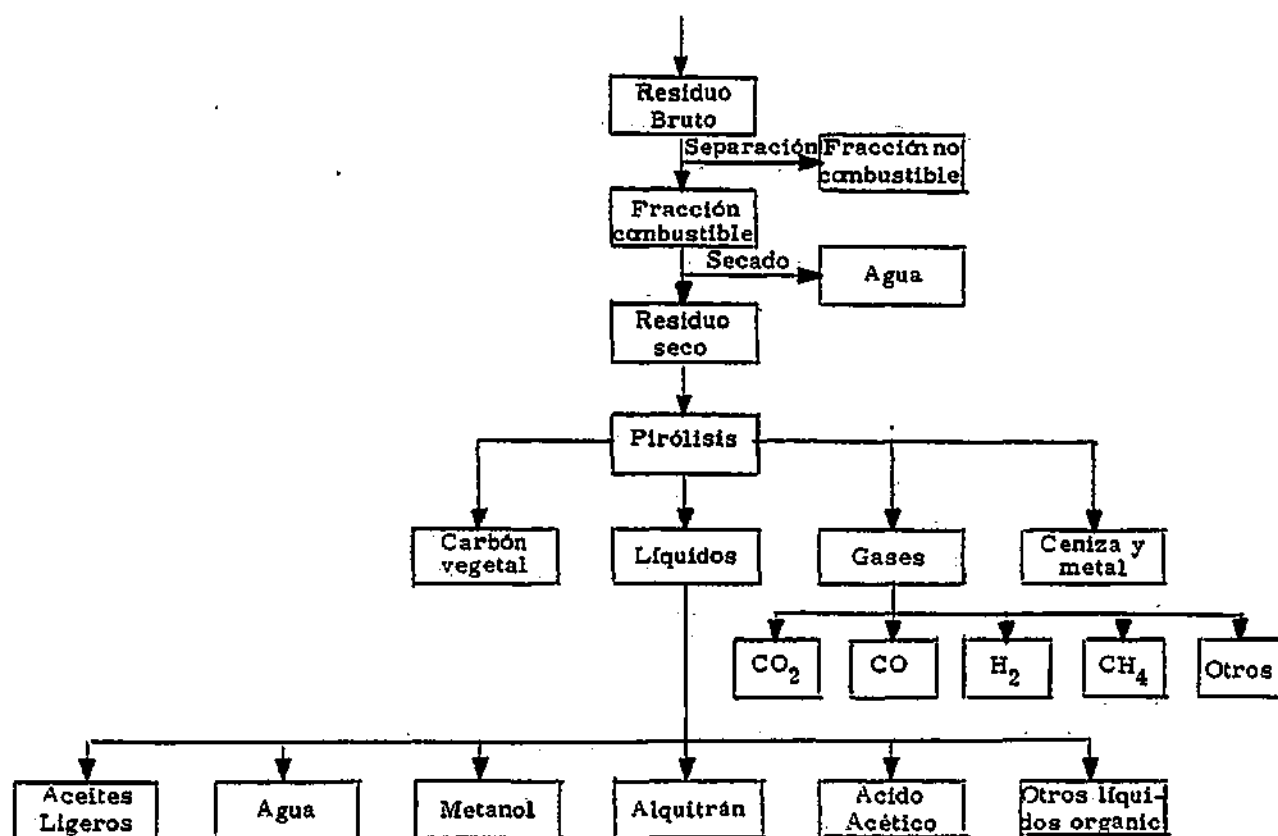 Residuo
Bruto
Separación
Fracción no
combustible
Fracción
combustible
Secado
Agua
Residuo
seco
Pirólisis
Carbón
vegetal
Líquidos
Gases
Ceniza y
metal
CO₂
CO
H₂
CH₄
Otros
Aceites
Ligeros
Agua
Metanol
Alquitrán
Acido
Acético
Otros líqui-
dos organic.